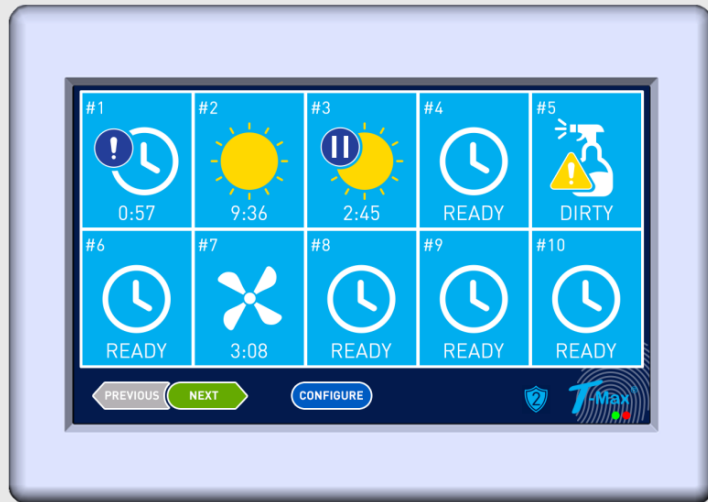 #1 #2 #3 #4 #5
0:57 9:36 2:45 READY DIRTY
#6 #7 #8 #9 #10
READY 3:08 READY READY READY
PREVIOUS NEXT CONFIGURE 2 T-Max